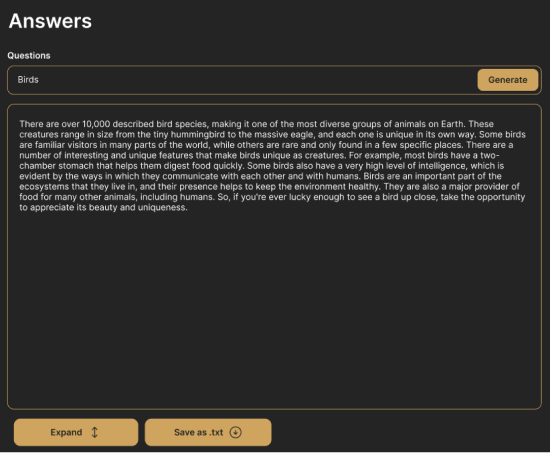 Answers
Questions
Birds
Generate
There are over 10,000 described bird species, making it one of the most diverse groups of animals on Earth. These
creatures range in size from the tiny hummingbird to the massive eagle, and each one is unique in its own way. Some birds
are familiar visitors in many parts of the world, while others are rare and only found in a few specific places. There are a
number of interesting and unique features that make birds unique as creatures. For example, most birds have a two-
chamber stomach that helps them digest food quickly. Some birds also have a very high level of intelligence, which is
evident by the ways in which they communicate with each other and with humans. Birds are an important part of the
ecosystems that they live in, and their presence helps to keep the environment healthy. They are also a major provider of
food for many other animals, including humans. So, if you're ever lucky enough to see a bird up close, take the opportunity
to appreciate its beauty and uniqueness.
Expand
Save as .txt